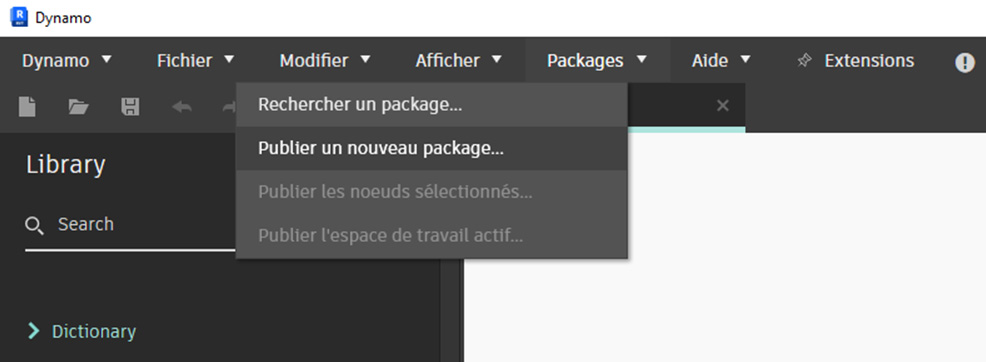 Dynamo
Dynamo Fichier Modifier Afficher Packages Aide Extensions
Rechercher un package...
Publier un nouveau package...
Library
Publier les noeuds sélectionnés...
Search
Publier l'espace de travail actif...
Dictionary